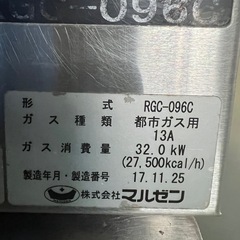 RGC-096C
形式 RGC-096C
ガス種類 都市ガス用
13A
ガス消費量 32.0 kW
(27,500kcal/h)
製造年月・製造番号 17.11.25
株式会社 マルゼン